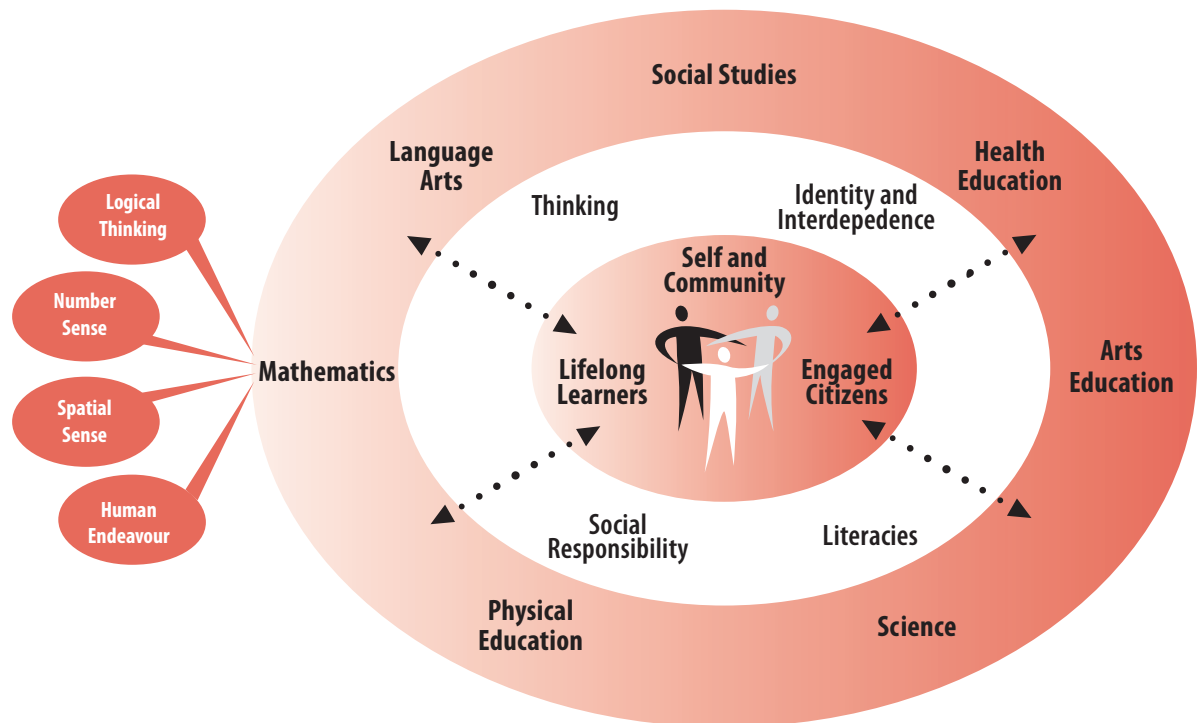 Social Studies
Language
Arts
Health
Education
Thinking
Identity and
Interdepedence
Logical
Thinking
Number
Sense
Spatial
Sense
Human
Endeavour
Self and
Community
Mathematics
Lifelong
Learners
Engaged
Citizens
Arts
Education
Social
Responsibility
Literacies
Physical
Education
Science